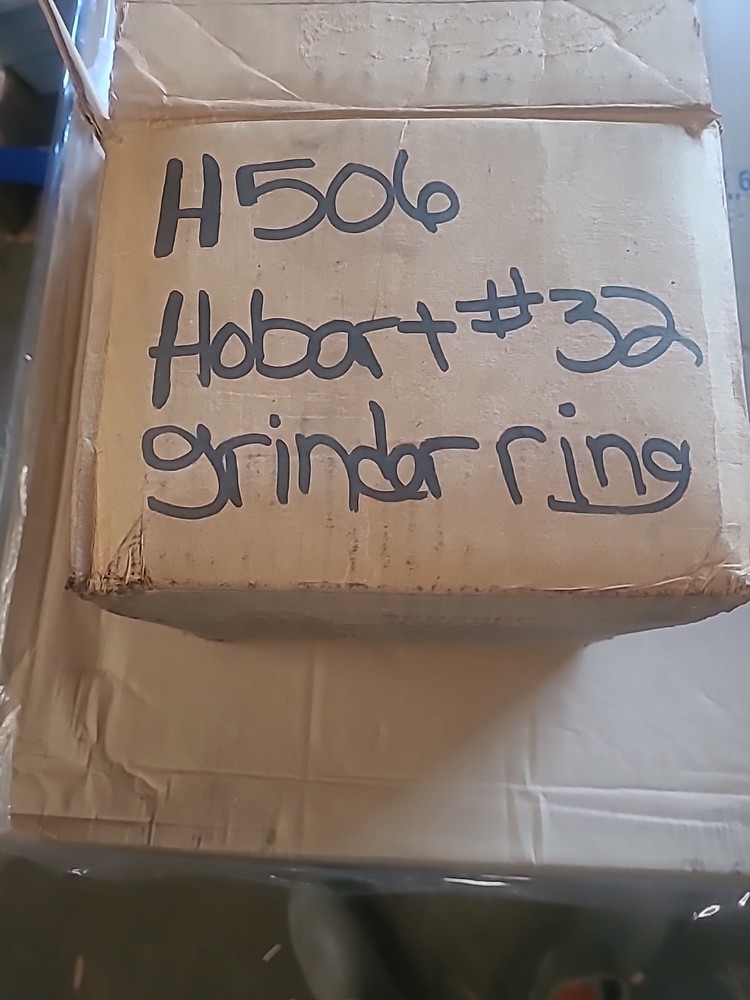 H506
Hobart #32
grinder ring